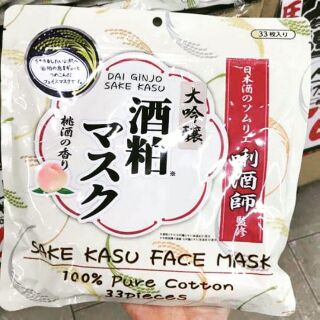 33枚入り
DAI GINJO
SAKE KASU
大吟醸
酒粕※
マスク
桃酒の香り
日本酒のソムリエ
唎酒師
監修
SAKE KASU FACE MASK
100% Pure Cotton
33pieces